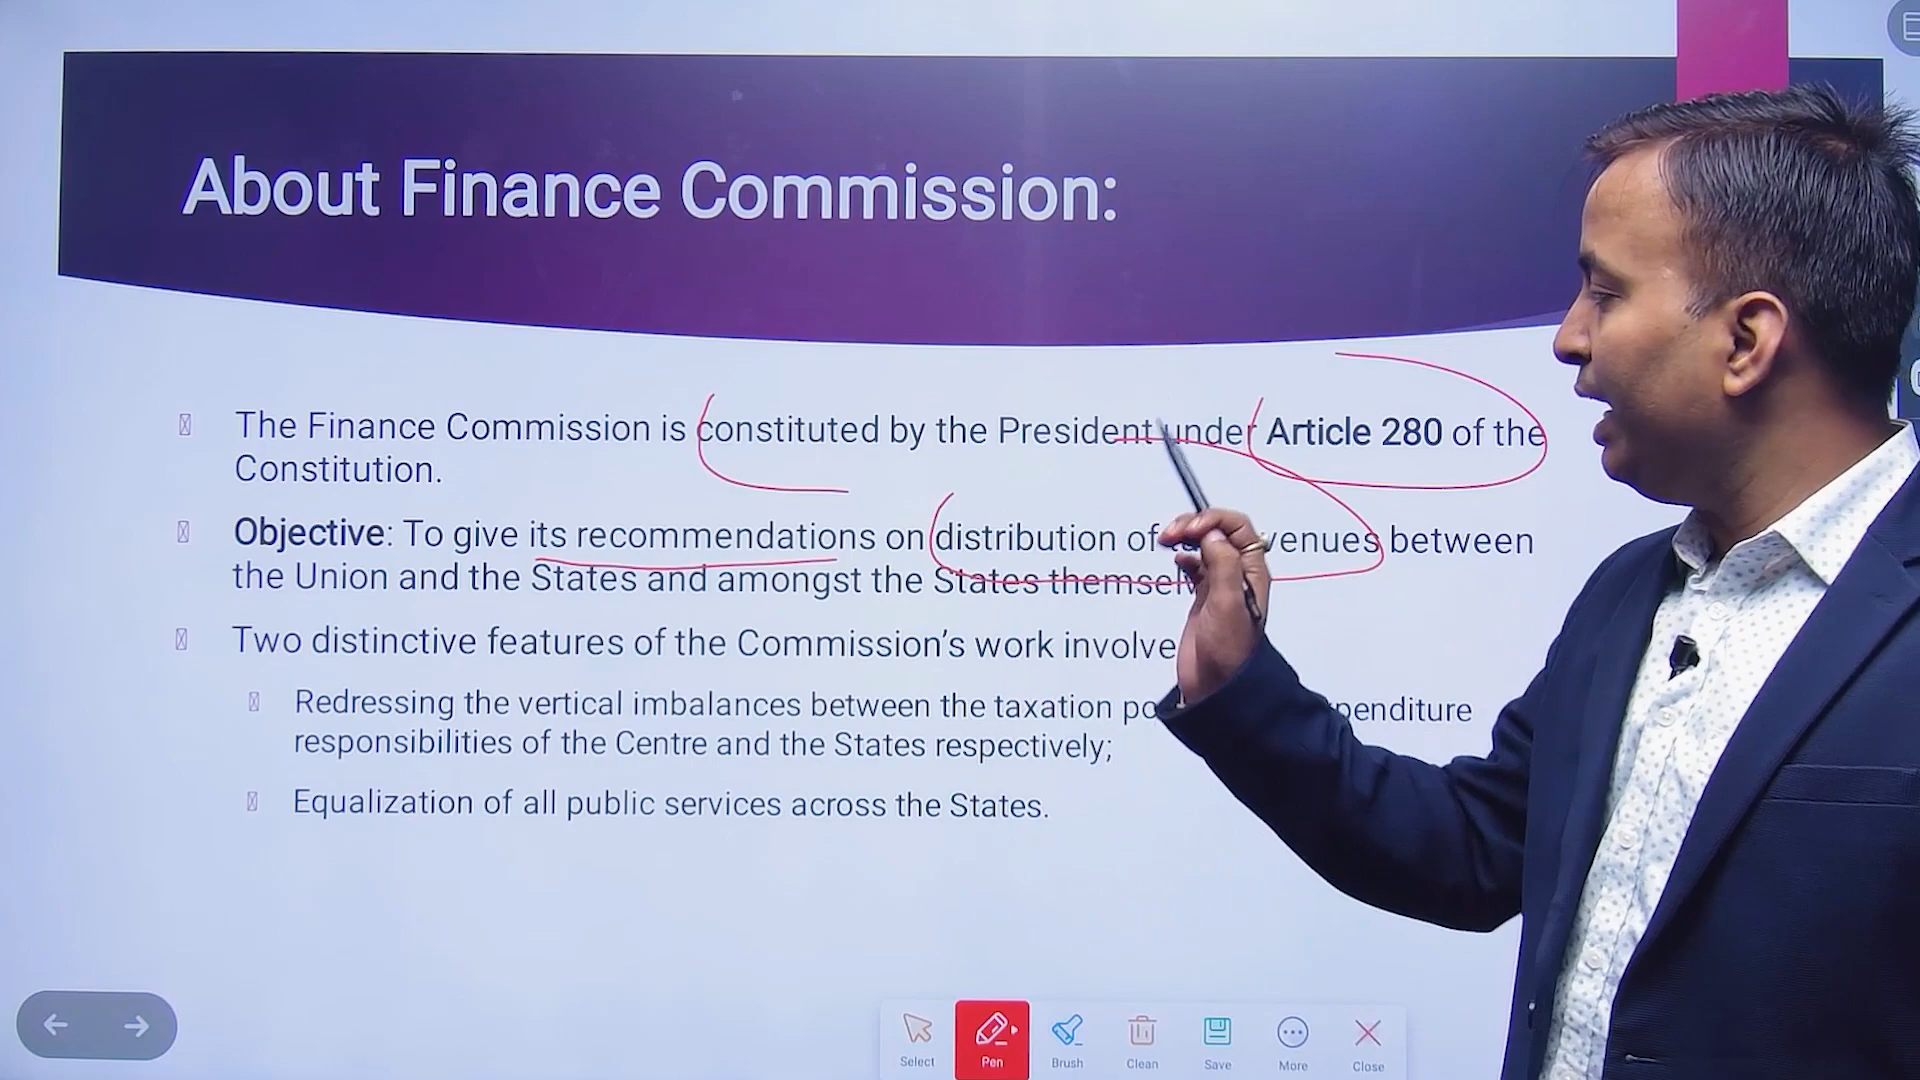 About Finance Commission:
The Finance Commission is constituted by the President under Article 280 of the
Constitution.
Objective: To give its recommendations on distribution of venues between
the Union and the States and amongst the States
Two distinctive features of the Commission's work involve
Redressing the vertical imbalances between the taxation penditure
responsibilities of the Centre and the States respectively;
Equalization of all public services across the States.
Select Pen Brush Clean Save More Close